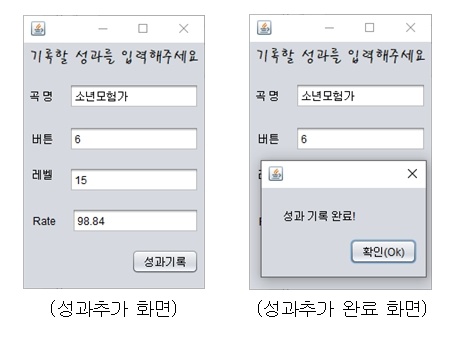 기록할 성과를 입력해주세요
곡 명 소년모험가
버튼 6
레벨 15
Rate 98.84
성과기록
(성과추가 화면)
기록할 성과를 입력해주세요
곡 명 소년모험가
버튼 6
성과 기록 완료!
확인(Ok)
(성과추가 완료 화면)